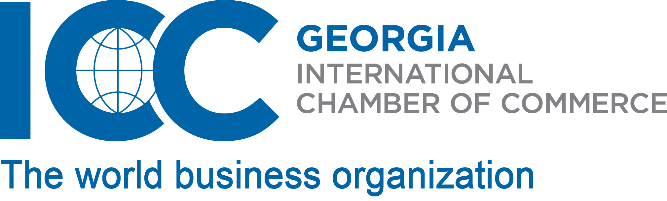 ICC
GEORGIA
INTERNATIONAL
CHAMBER OF COMMERCE
The world business organization